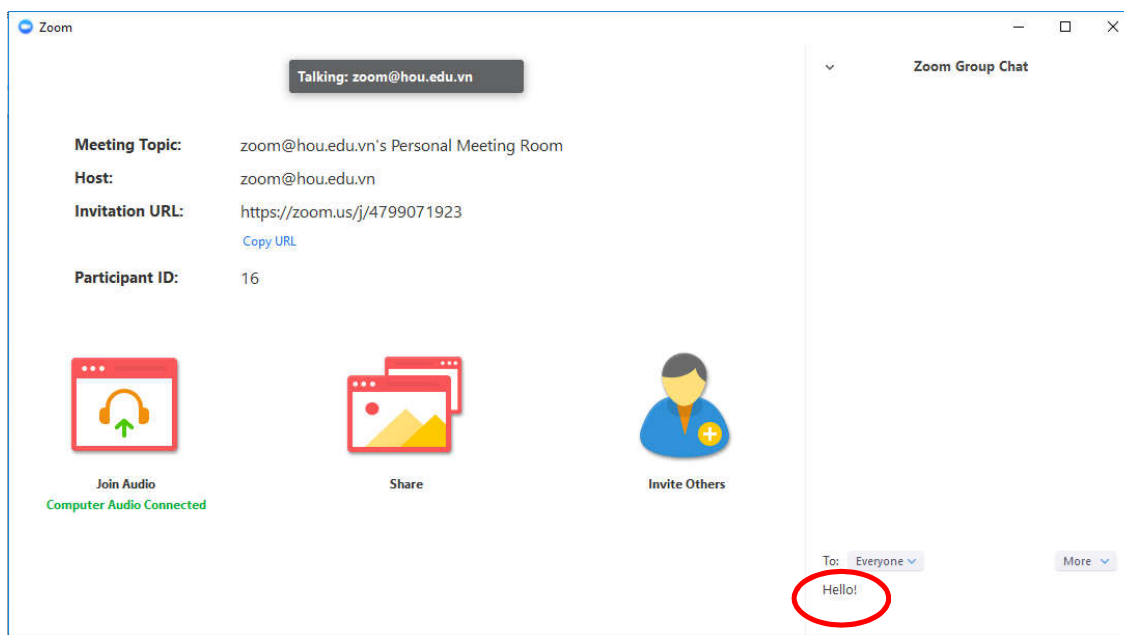 Zoom
Talking: zoom@hou.edu.vn
Meeting Topic: zoom@hou.edu.vn's Personal Meeting Room
Host: zoom@hou.edu.vn
Invitation URL: https://zoom.us/j/4799071923
Copy URL
Participant ID: 16
Join Audio
Computer Audio Connected
Share
Invite Others
Zoom Group Chat
To: Everyone More
Hello!